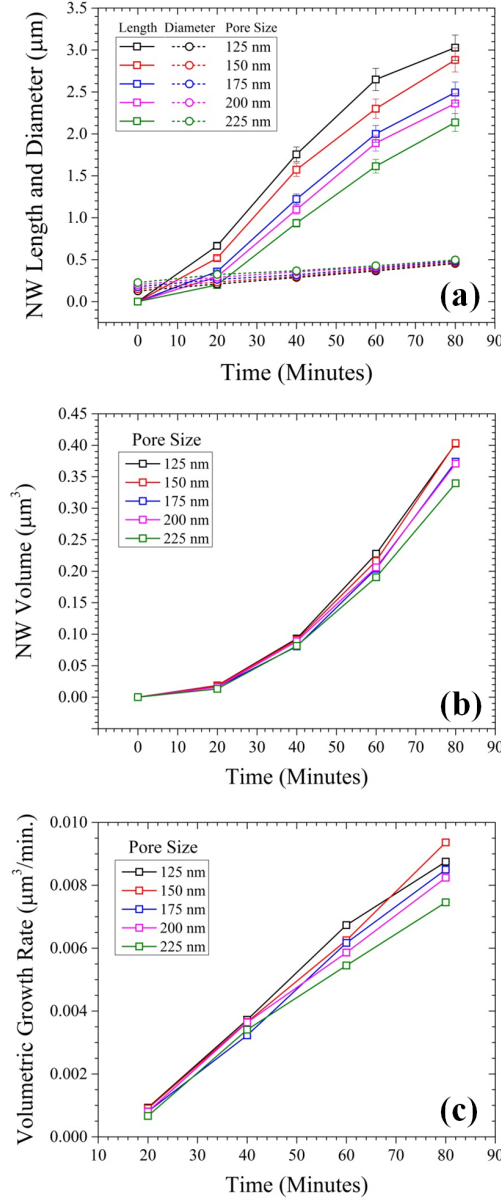 3.5
3.0
2.5
2.0
1.5
1.0
0.5
0.0
NW Length and Diameter (μm)
Length Diameter Pore Size
125 nm
150 nm
175 nm
200 nm
225 nm
(a)
0 10 20 30 40 50 60 70 80 90
Time (Minutes)
0.45
0.40
0.35
0.30
0.25
0.20
0.15
0.10
0.05
0.00
NW Volume (μm³)
Pore Size
125 nm
150 nm
175 nm
200 nm
225 nm
(b)
0 10 20 30 40 50 60 70 80 90
Time (Minutes)
0.010
0.008
0.006
0.004
0.002
0.000
Volumetric Growth Rate (μm³/min.)
Pore Size
125 nm
150 nm
175 nm
200 nm
225 nm
(c)
10 20 30 40 50 60 70 80 90
Time (Minutes)